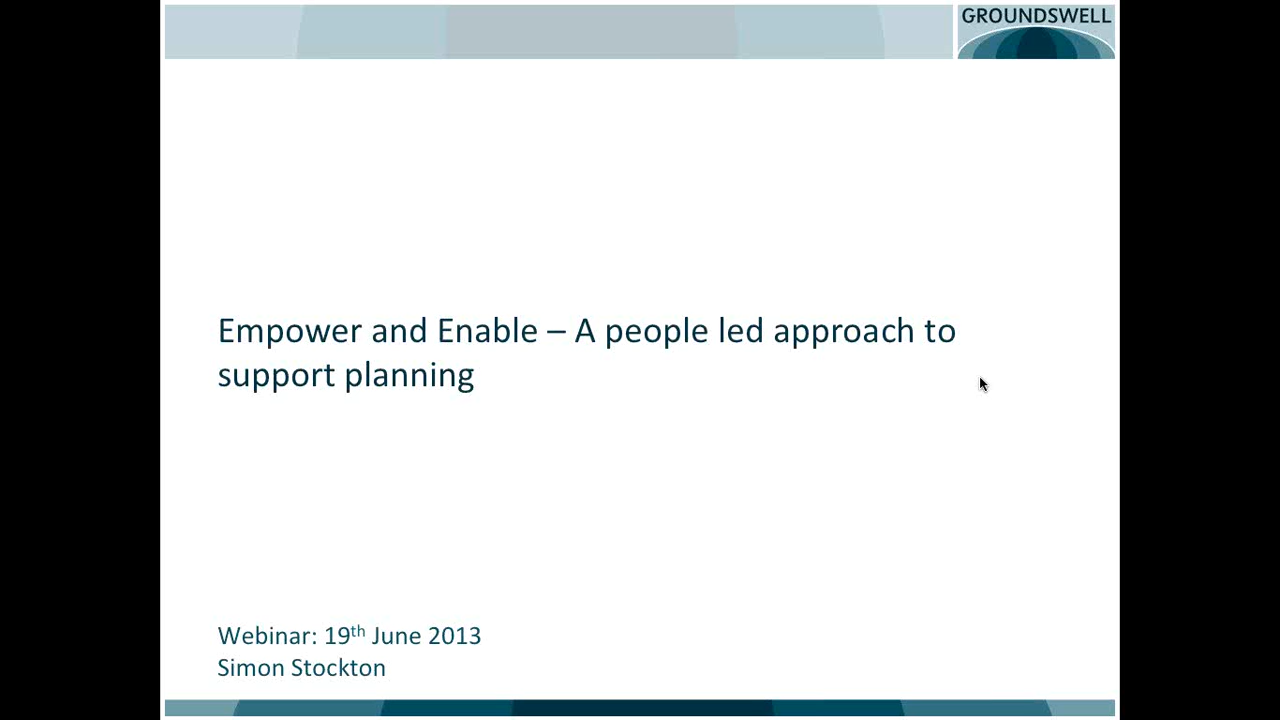 GROUNDSWELL
Empower and Enable – A people led approach to
support planning
Webinar: 19th June 2013
Simon Stockton